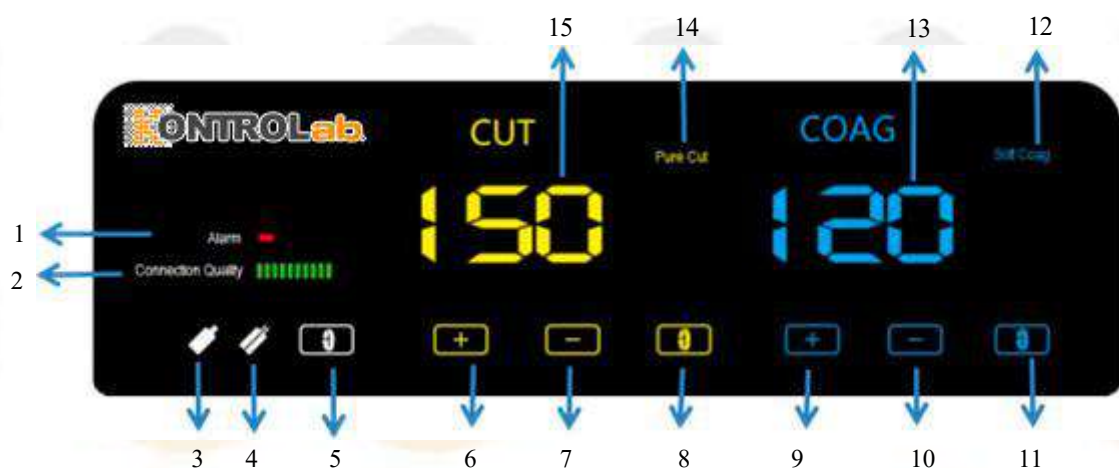 15 14 13 12
KONTROLab
CUT COAG
Pure Cut Soft Coag
150 120
1 Alarm
2 Connection Quality
+ − + −
3 4 5 6 7 8 9 10 11